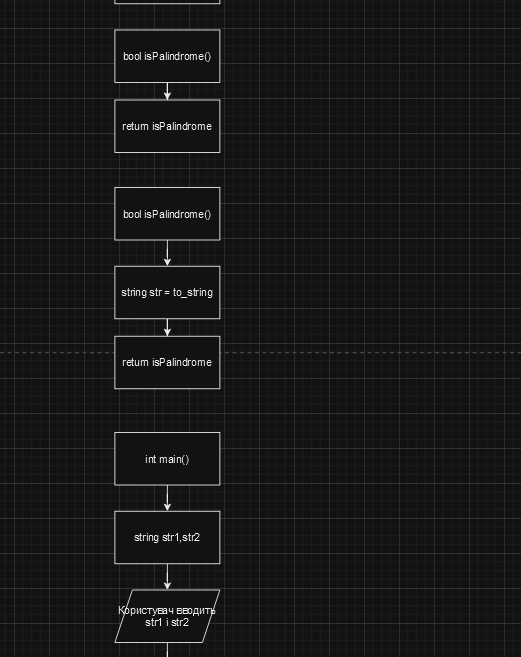 bool isPalindrome()
return isPalindrome
bool isPalindrome()
string str = to_string
return isPalindrome
int main()
string str1,str2
Користувач вводить
str1 і str2